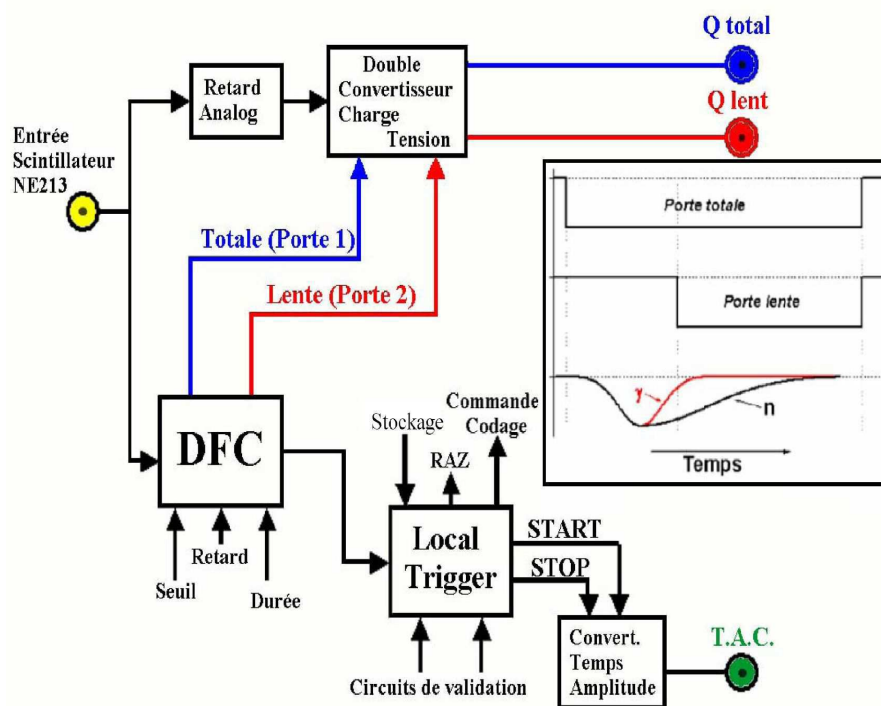 Q total
Double
Convertisseur
Charge
Tension
Retard
Analog
Q lent
Entrée
Scintillateur
NE213
Porte totale
Totale (Porte 1)
Lente (Porte 2)
Porte lente
γ
n
Temps
Commande
Codage
Stockage
RAZ
DFC
Local
Trigger
START
STOP
Retard
Seuil
Durée
Convert.
Temps
Amplitude
T.A.C.
Circuits de validation